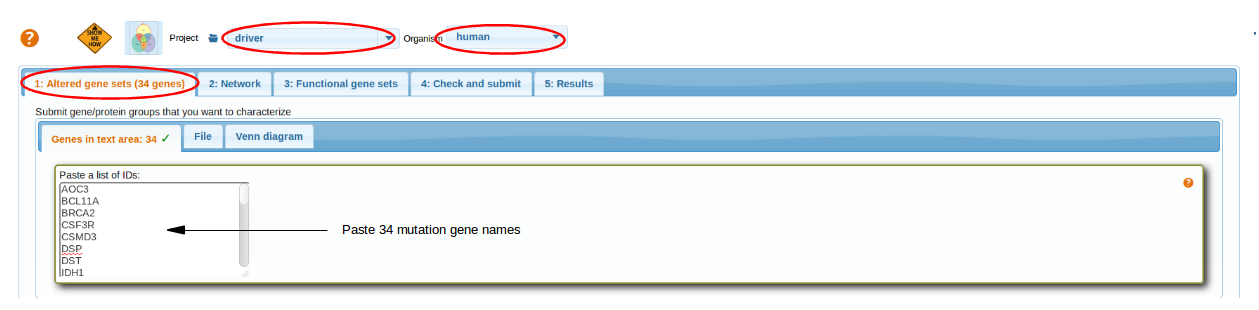 ?
SHOW
ME
HOW
Project driver Organism human
1: Altered gene sets (34 genes) 2: Network 3: Functional gene sets 4: Check and submit 5: Results
Submit gene/protein groups that you want to characterize
Genes in text area: 34 ✓ File Venn diagram
Paste a list of IDs:
?
AOC3
BCL11A
BRCA2
CSF3R
CSMD3
DSP
DST
IDH1
Paste 34 mutation gene names